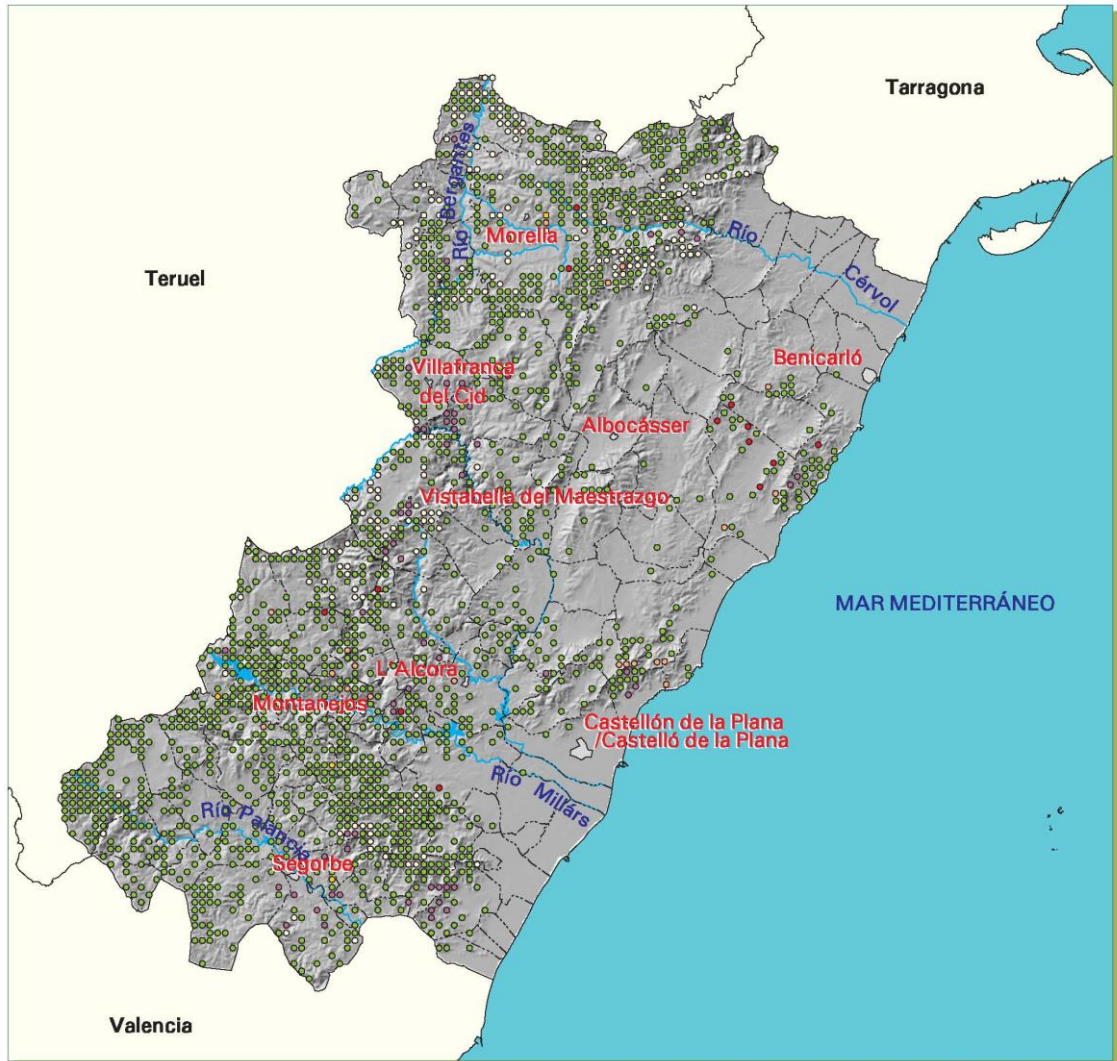 Tarragona
Río Bergantes
Morella
Río
Cérvol
Teruel
Benicarló
Villafranca
del Cid
Albocásser
Vistabella del Maestrazgo
MAR MEDITERRÁNEO
L'Alcora
Montanejos
Castellón de la Plana
/Castelló de la Plana
Río Millárs
Río Palancia
Segorbe
Valencia